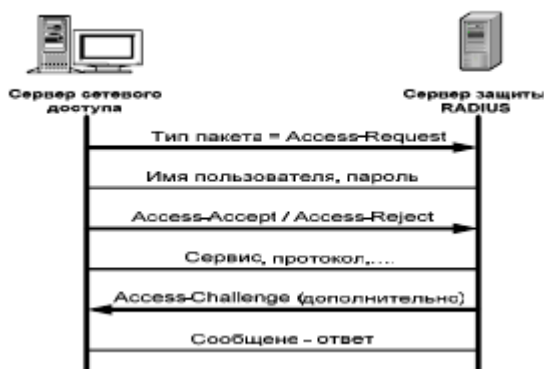 Сервер сетевого
доступа
Сервер защиты
RADIUS
Тип пакета = Access-Request
Имя пользователя, пароль
Access-Accept / Access-Reject
Сервис, протокол,....
Access-Challenge (дополнительно)
Сообщене - ответ